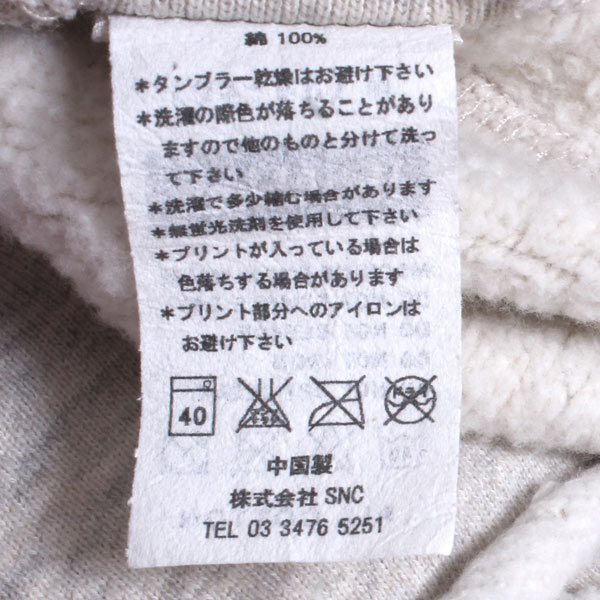 綿 100%
*タンブラー乾燥はお避け下さい
*洗濯の際色が落ちることがあり
ますので他のものと分けて洗っ
て下さい
*洗濯で多少縮む場合があります
*無蛍光洗剤を使用して下さい
*プリントが入っている場合は
色落ちする場合があります
*プリント部分へのアイロンは
お避け下さい
40
中国製
株式会社 SNC
TEL 03 3476 5251